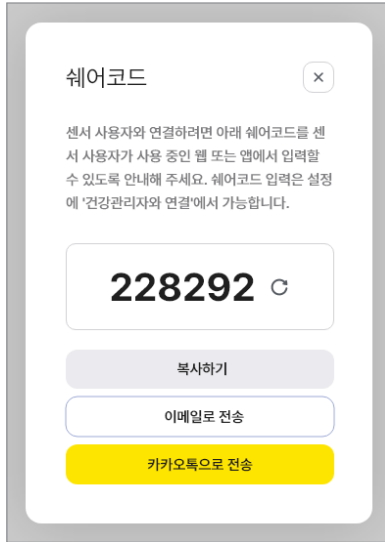 쉐어코드
센서 사용자와 연결하려면 아래 쉐어코드를 센
서 사용자가 사용 중인 웹 또는 앱에서 입력할
수 있도록 안내해 주세요. 쉐어코드 입력은 설정
에 '건강관리자와 연결'에서 가능합니다.
228292
복사하기
이메일로 전송
카카오톡으로 전송